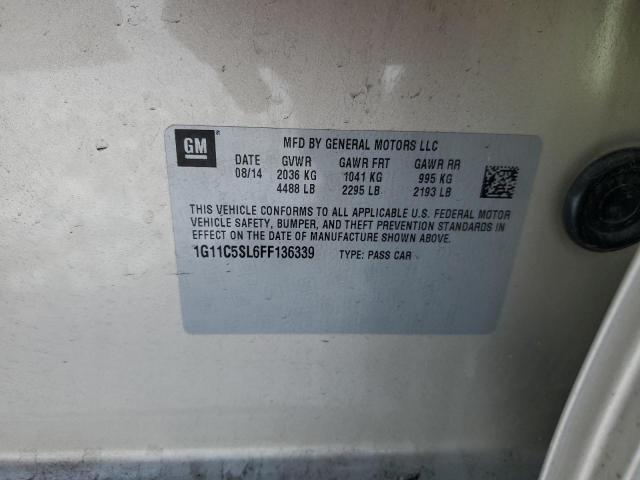 GM
MFD BY GENERAL MOTORS LLC
DATE GVWR GAWR FRT GAWR RR
08/14 2036 KG 1041 KG 995 KG
4488 LB 2295 LB 2193 LB
THIS VEHICLE CONFORMS TO ALL APPLICABLE U.S. FEDERAL MOTOR
VEHICLE SAFETY, BUMPER, AND THEFT PREVENTION STANDARDS IN
EFFECT ON THE DATE OF MANUFACTURE SHOWN ABOVE.
1G11C5SL6FF136339 TYPE: PASS CAR